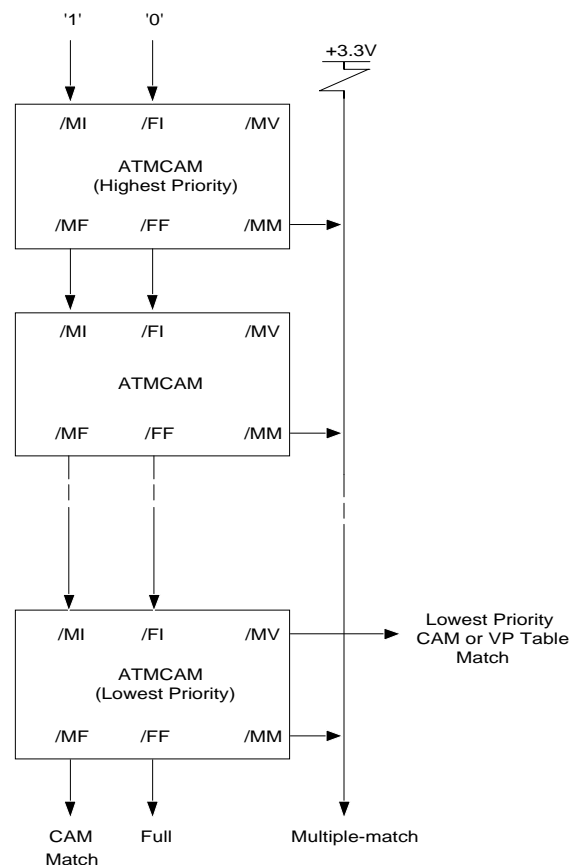 '1' '0'
+3.3V
/MI /FI /MV
ATMCAM
(Highest Priority)
/MF /FF /MM
/MI /FI /MV
ATMCAM
/MF /FF /MM
/MI /FI /MV
Lowest Priority
CAM or VP Table
Match
ATMCAM
(Lowest Priority)
/MF /FF /MM
CAM
Match
Full
Multiple-match